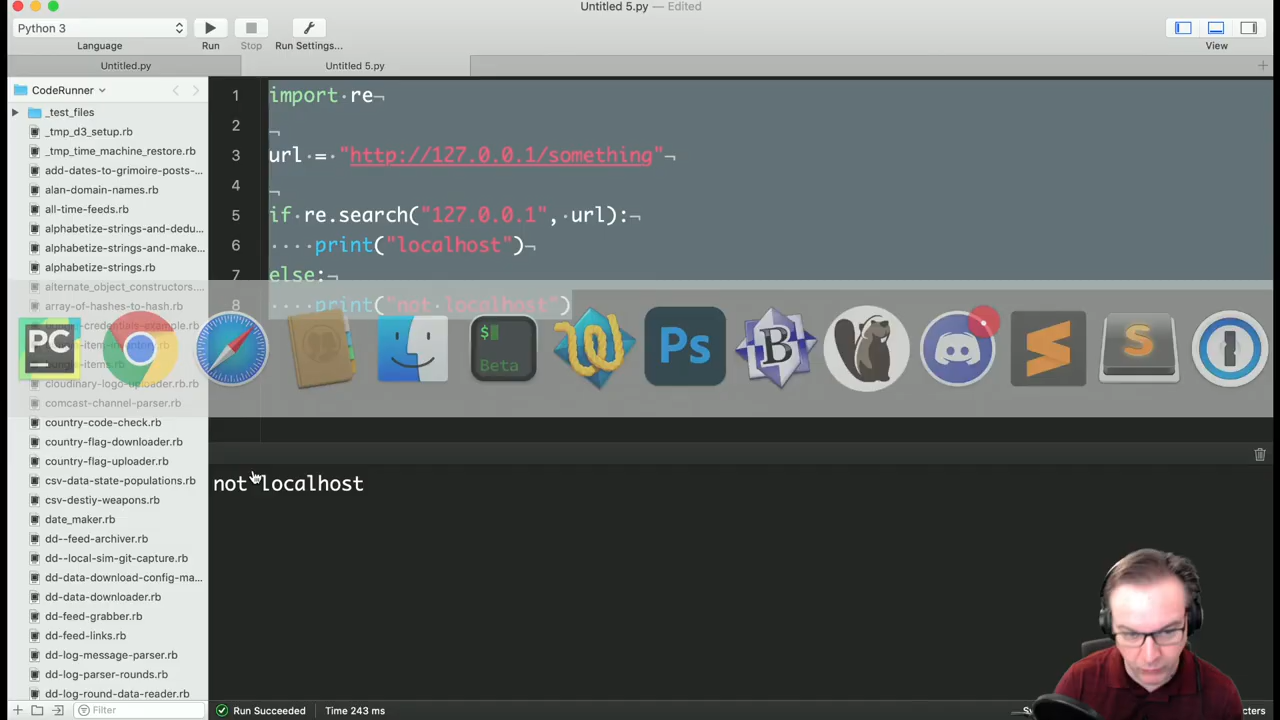 Untitled 5.py — Edited
Python 3
Language
Run
Stop
Run Settings...
View
Untitled.py
Untitled 5.py
CodeRunner
_test_files
_tmp_d3_setup.rb
_tmp_time_machine_restore.rb
add-dates-to-grimoire-posts-...
alan-domain-names.rb
all-time-feeds.rb
alphabetize-strings-and-dedu...
alphabetize-strings-and-make...
alphabetize-strings.rb
alternate_object_constructors....
array-of-hashes-to-hash.rb
cloudinary-logo-uploader.rb
comcast-channel-parser.rb
country-code-check.rb
country-flag-downloader.rb
country-flag-uploader.rb
csv-data-state-populations.rb
csv-destiy-weapons.rb
date_maker.rb
dd--feed-archiver.rb
dd--local-sim-git-capture.rb
dd-data-download-config-ma...
dd-data-downloader.rb
dd-feed-grabber.rb
dd-feed-links.rb
dd-log-message-parser.rb
dd-log-parser-rounds.rb
dd-log-round-data-reader.rb
Filter
1 import·re¬
2 ¬
3 url·=·"http://127.0.0.1/something"¬
4 ¬
5 if·re.search("127.0.0.1",·url):¬
6 ····print("localhost")¬
7 else:¬
8 ····print("not·localhost")
PC
$
Beta
Ps
B
S
not localhost
Run Succeeded
Time 243 ms